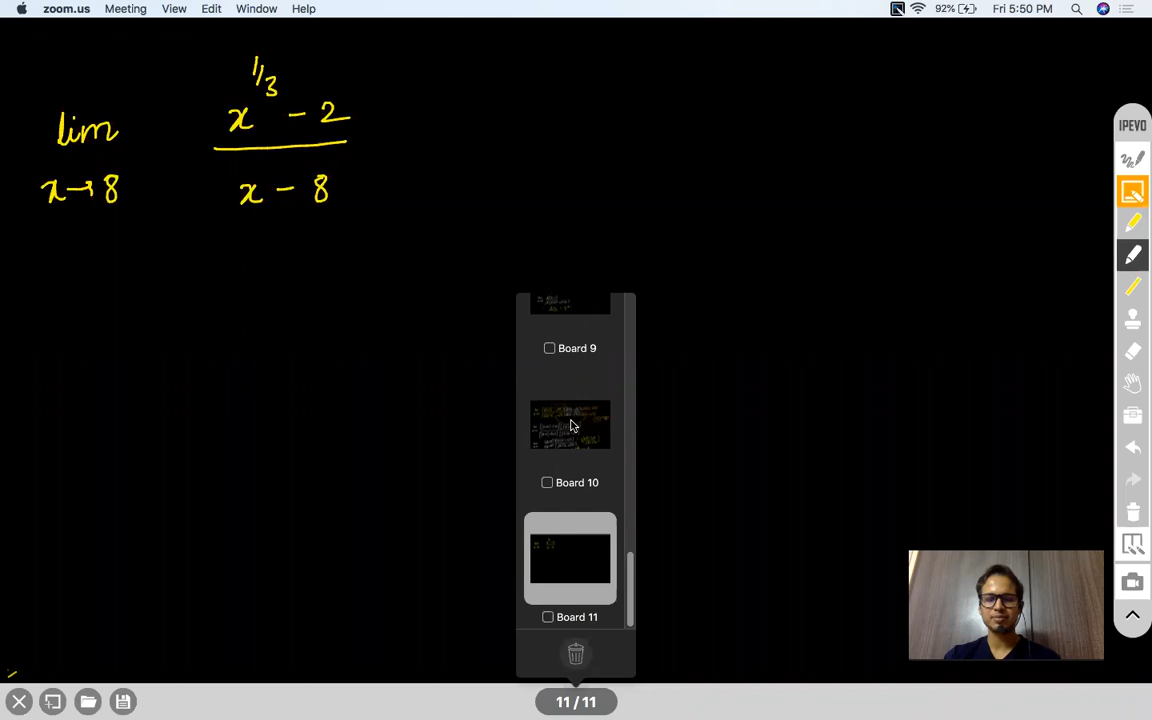 zoom.us Meeting View Edit Window Help 92% Fri 5:50 PM
lim x→8 (x^1/3 - 2)/(x - 8)
IPEVO
Board 9
Board 10
Board 11
11 / 11